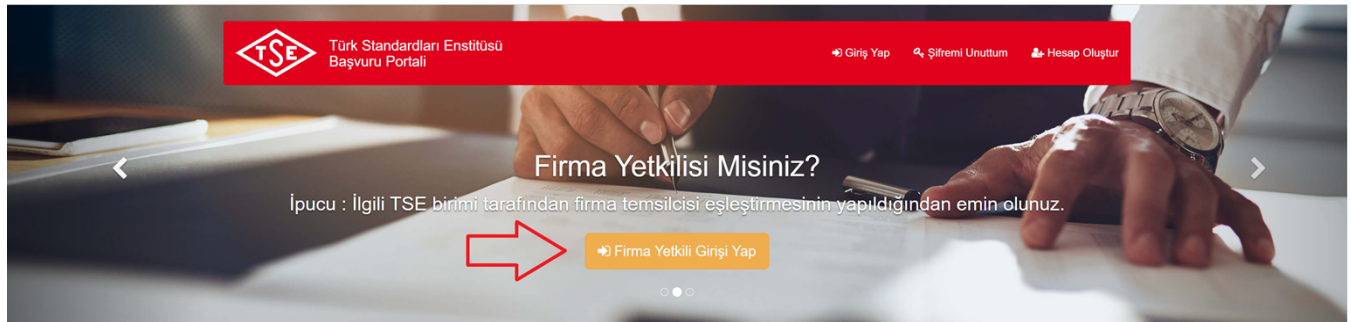 TSE
Türk Standardları Enstitüsü
Başvuru Portali
Giriş Yap
Şifremi Unuttum
Hesap Oluştur
Firma Yetkilisi Misiniz?
İpucu : İlgili TSE birimi tarafından firma temsilcisi eşleştirmesinin yapıldığından emin olunuz.
Firma Yetkili Girişi Yap